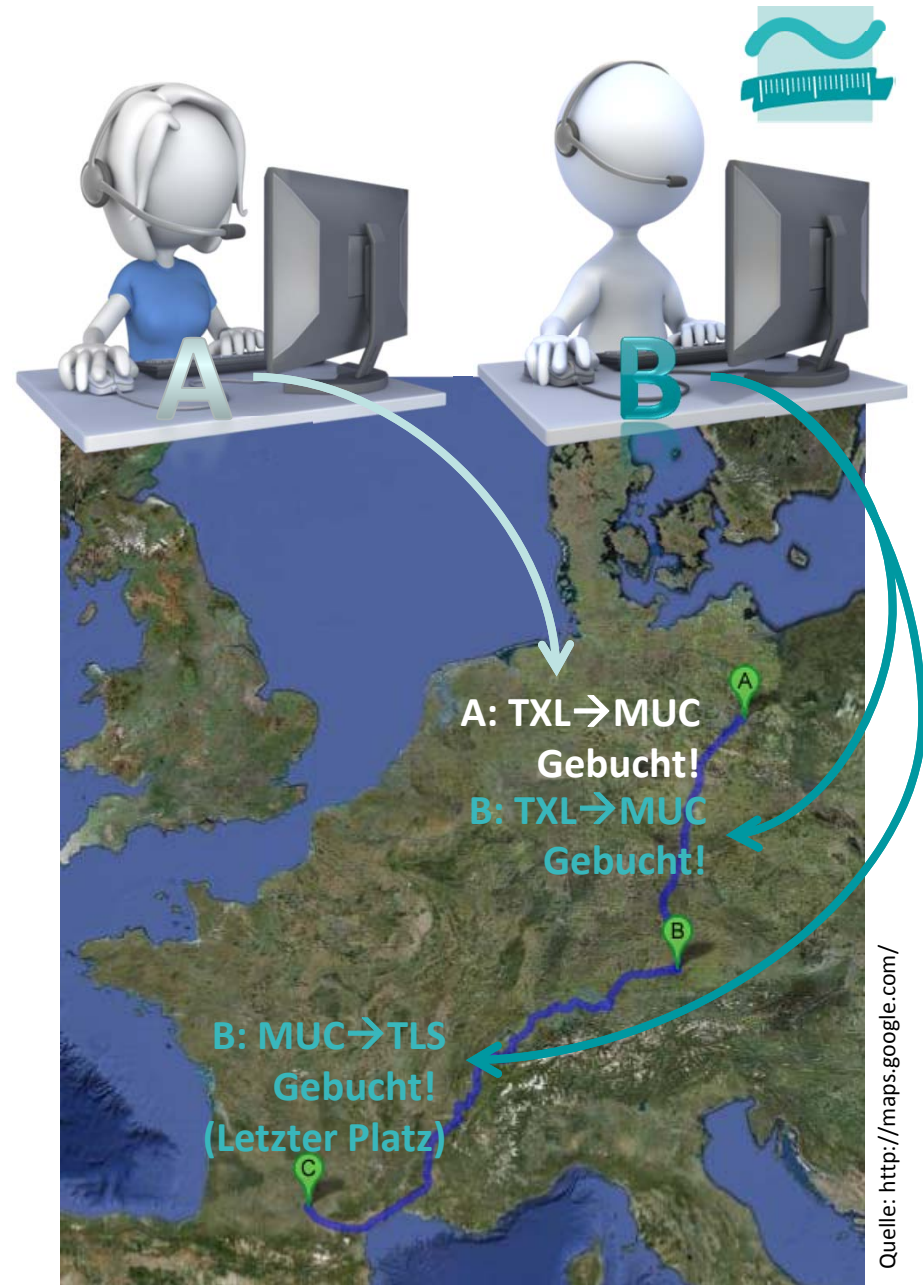 A
B
A: TXL→MUC
Gebucht!
B: TXL→MUC
Gebucht!
A
B
B: MUC→TLS
Gebucht!
(Letzter Platz)
C
Quelle: http://maps.google.com/